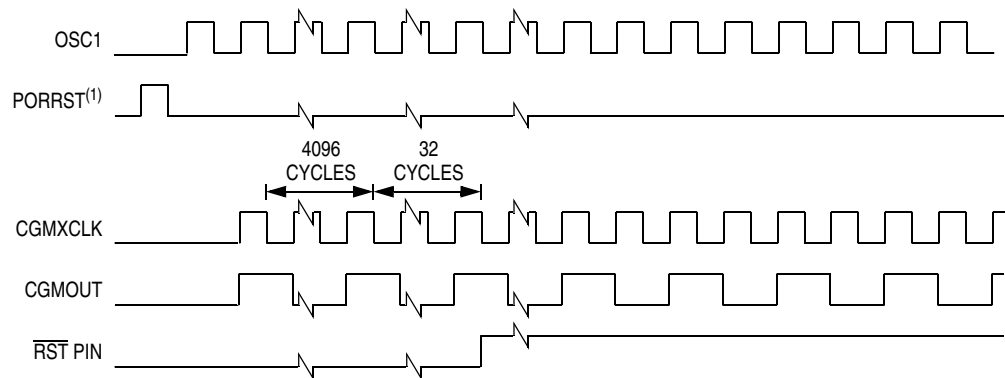 OSC1
PORRST(1)
4096
CYCLES
32
CYCLES
CGMXCLK
CGMOUT
RST PIN